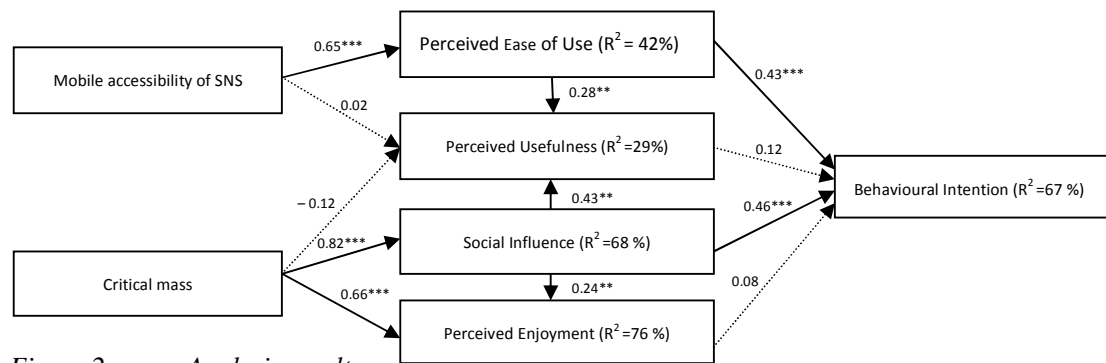 Perceived Ease of Use (R² = 42%)
0.65***
0.43***
Mobile accessibility of SNS
0.28**
0.02
Perceived Usefulness (R² =29%)
0.12
Behavioural Intention (R² =67 %)
– 0.12
0.43**
0.46***
0.82***
Social Influence (R² =68 %)
Critical mass
0.24**
0.08
0.66***
Perceived Enjoyment (R² =76 %)